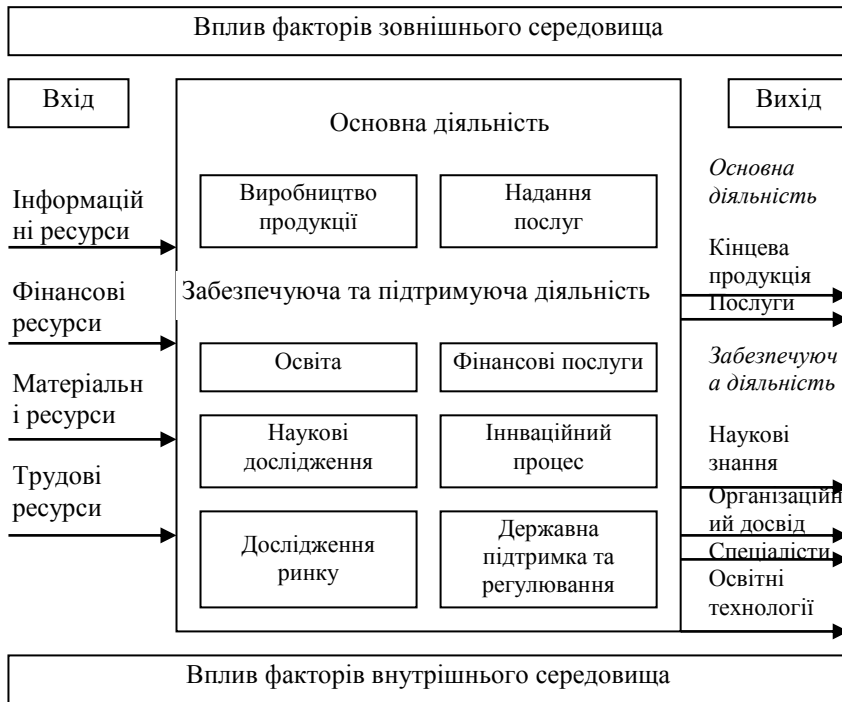 Вплив факторів зовнішнього середовища
Вхід
Інформацій
ні ресурси
Фінансові
ресурси
Матеріальн
і ресурси
Трудові
ресурси
Основна діяльність
Виробництво
продукції
Надання
послуг
Забезпечуюча та підтримуюча діяльність
Освіта
Фінансові послуги
Наукові
дослідження
Іннваційний
процес
Дослідження
ринку
Державна
підтримка та
регулювання
Вихід
Основна
діяльність
Кінцева
продукція
Послуги
Забезпечуюч
а діяльність
Наукові
знання
Організаційн
ий досвід
Спеціалісти
Освітні
технології
Вплив факторів внутрішнього середовища